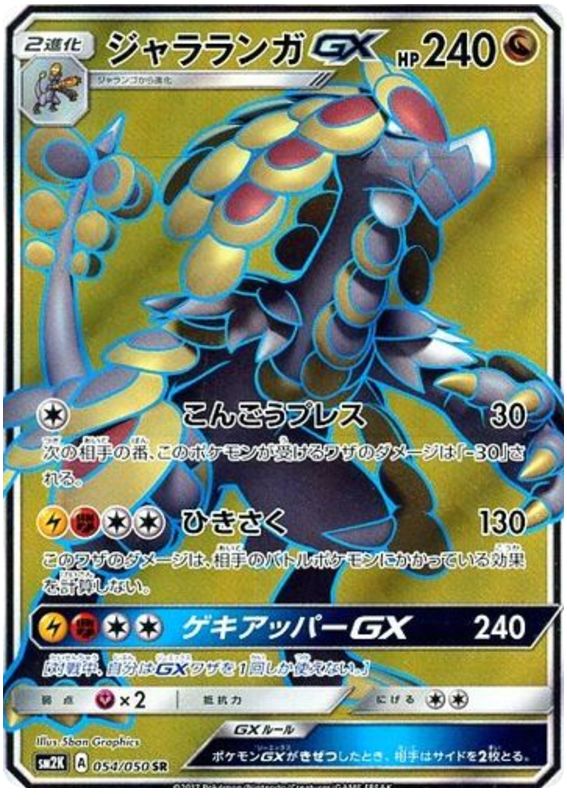 2進化 ジャラランガGX HP240
ジャランゴから進化
こんごうプレス 30
次の相手の番、このポケモンが受けるワザのダメージは「-30」さ
れる。
ひきさく 130
このワザのダメージは、相手のバトルポケモンにかかっている効果
を計算しない。
ゲキアッパーGX 240
[対戦中、自分はGXワザを1回しか使えない。]
弱点 ×2 抵抗力 にげる
Illus. 5ban Graphics
GXルール
sm2K A 054/050 SR
ポケモンGXがきぜつしたとき、相手はサイドを2枚とる。
©2017 Pokémon/Nintendo/Creatures/GAME FREAK